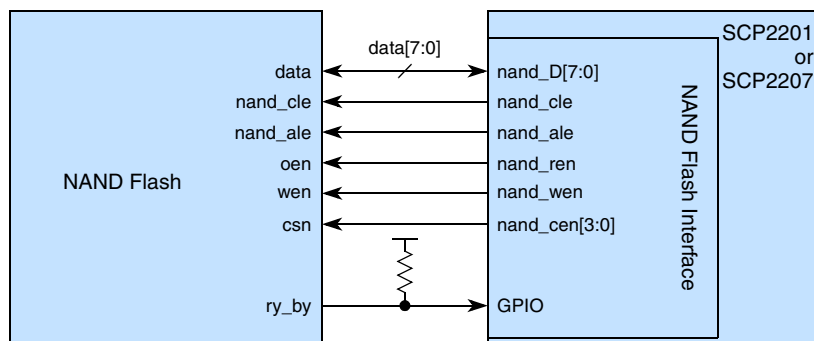 SCP2201
or
SCP2207
data[7:0]
data
nand_D[7:0]
nand_cle
nand_cle
nand_ale
nand_ale
oen
nand_ren
NAND Flash
wen
nand_wen
csn
nand_cen[3:0]
NAND Flash Interface
ry_by
GPIO